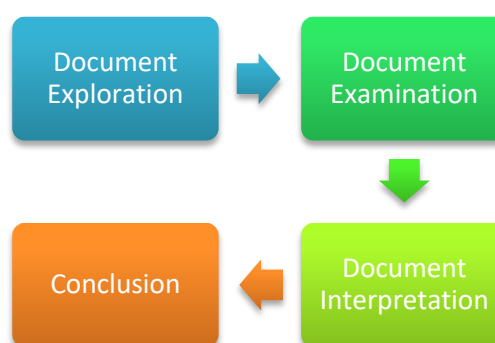 Document
Exploration
Document
Examination
Document
Interpretation
Conclusion